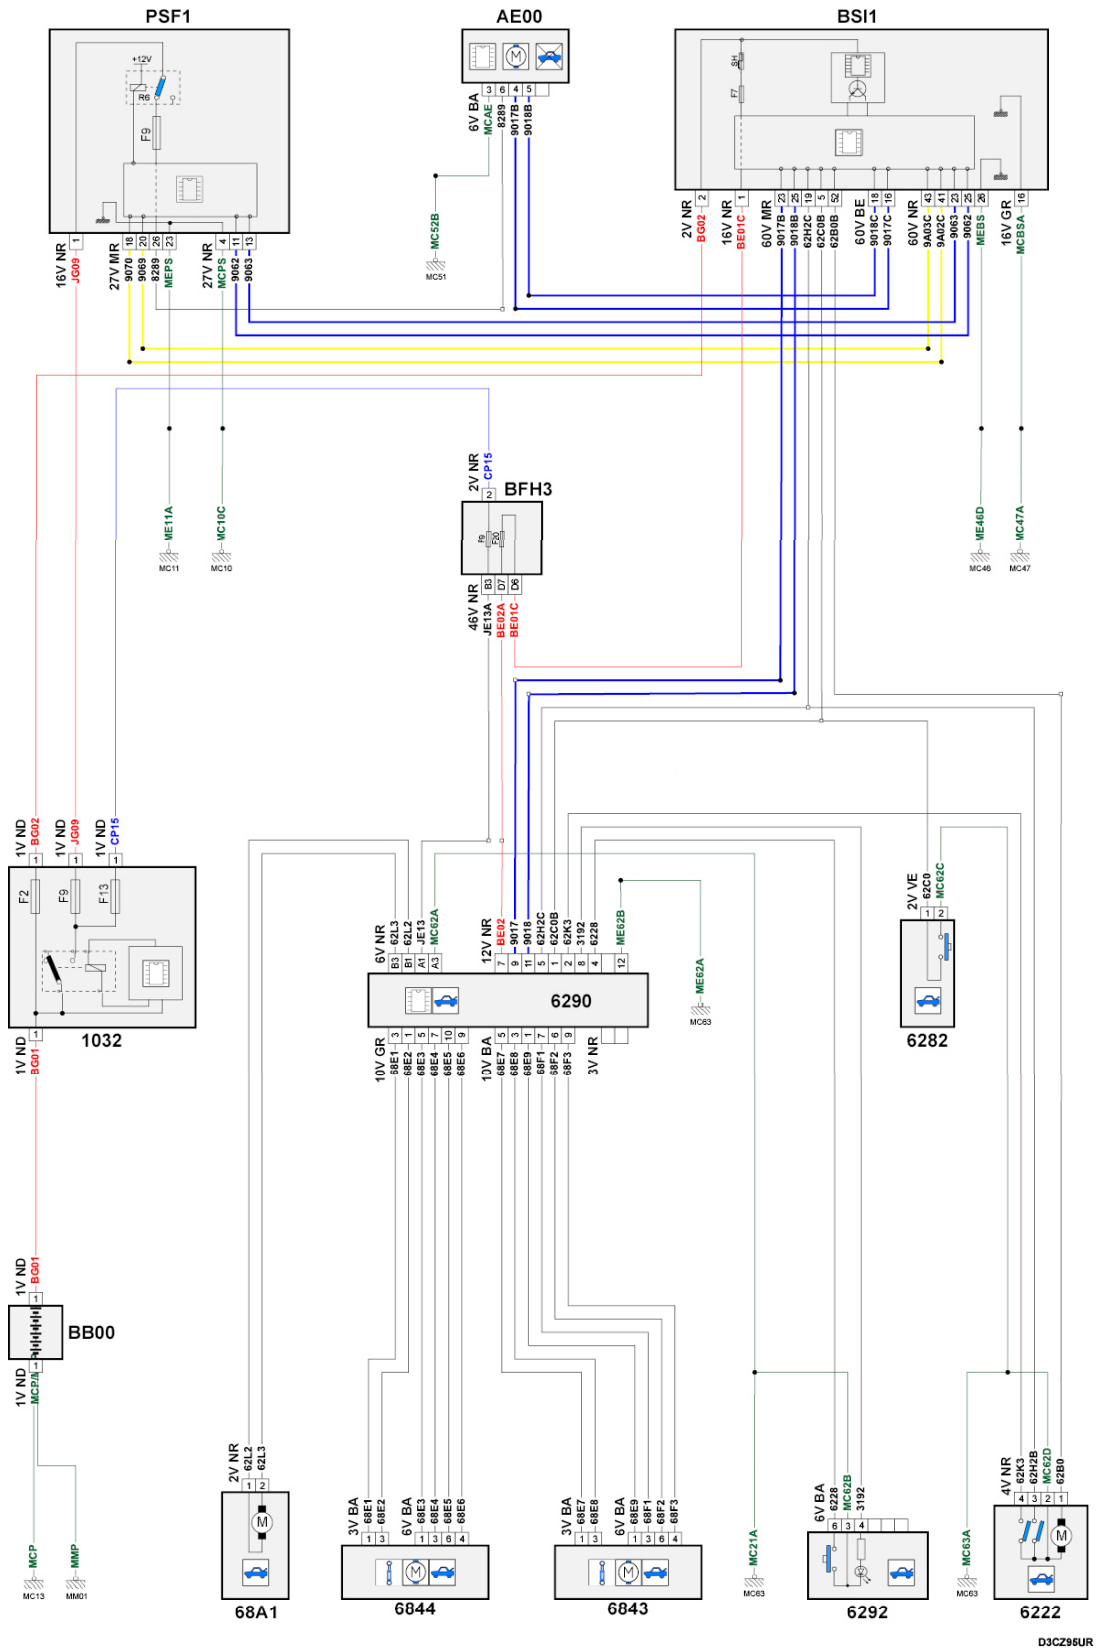 PSF1
AE00
BSI1
+12V
R6
F9
M
SH
F7
3 6 4 5
6V BA
MCAE
8289
9017B
9018B
1
16V NR
JG09
18 20 26 23
27V MR
9070
9069
8289
MEPS
4 11 13
27V NR
MCPS
9062
9063
2
2V NR
BG02
1
16V NR
BE01C
23 25 19 5 52
60V MR
9017B
9018B
62H2C
62C0B
62B0B
18 16
60V BE
9018C
9017C
43 41 23 25 26
60V NR
9A03C
9A02C
9063
9062
MEBS
16
16V GR
MCBSA
MC52B
MC51
ME11A
MC11
MC10C
MC10
ME46D
MC46
MC47A
MC47
2V NR
CP15
2
BFH3
F9
F20
B3 D7 D6
46V NR
JE13A
BE02A
BE01C
1V ND
BG02
1V ND
JG09
1V ND
CP15
1 1 1
F2
F9
F13
1032
1
1V ND
BG01
6V NR
62L3
62L2
JE13
MC62A
B3 B1 A1 A3
12V NR
BE02
9017
9018
62H2C
62C0B
62K3
3192
6228
ME62B
7 9 11 5 1 2 8 4 12
ME62A
MC63
6290
3 1 5 7 10 9
10V GR
68E1
68E2
68E3
68E4
68E5
68E6
5 3 1 7 6 9
10V BA
68E7
68E8
68E9
68F1
68F2
68F3
3V NR
2V VE
62C0
MC62C
1 2
6282
1V ND
BG01
1
BB00
1
1V ND
MCP
MMP
MC13
MM01
2V NR
62L2
62L3
1 2
M
68A1
3V BA
68E1
68E2
1 3
6V BA
68E3
68E4
68E5
68E6
1 3 6 4
M
6844
3V BA
68E7
68E8
1 3
6V BA
68E9
68F1
68F2
68F3
1 3 6 4
M
6843
MC21A
MC63
6V BA
6228
MC62B
3192
6 3 4
6292
MC63A
MC63
4V NR
62K3
62H2B
MC62D
62B0
4 3 2 1
M
6222
D3CZ95UR